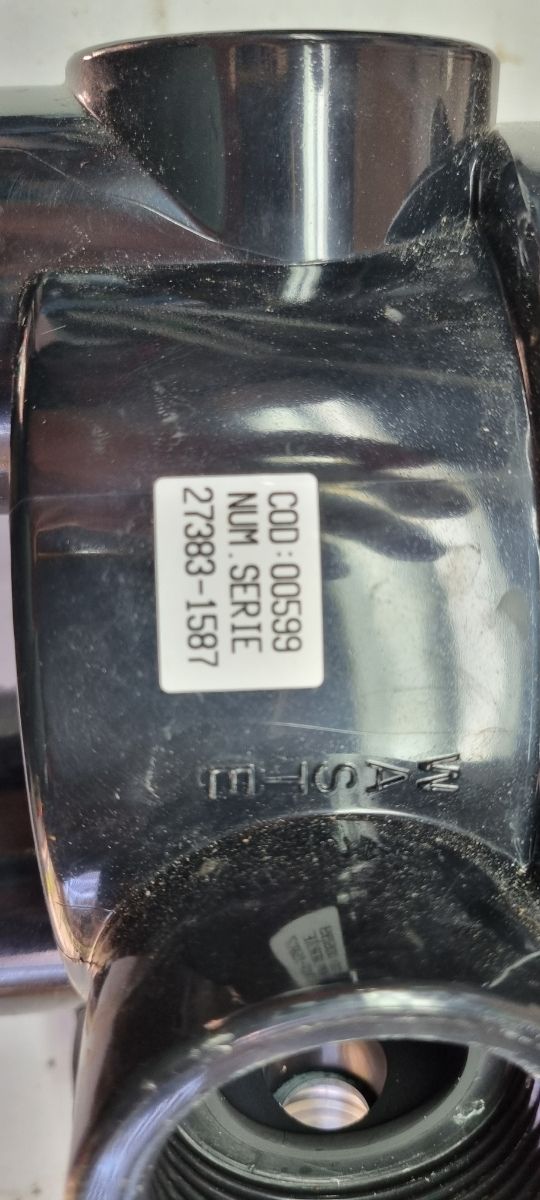 COD:00599
NUM.SERIE
27383-1587
WASTE